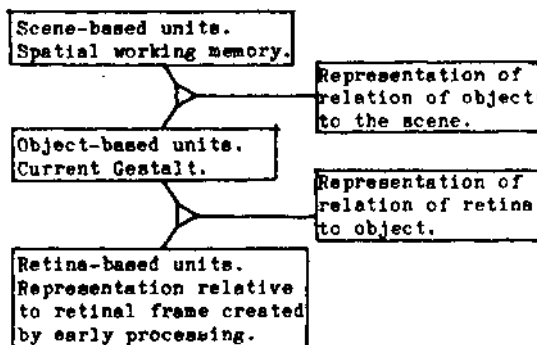 Scene-based units.
Spatial working memory.
Representation of
relation of object
to the scene.
Object-based units.
Current Gestalt.
Representation of
relation of retina
to object.
Retina-based units.
Representation relative
to retinal frame created
by early processing.